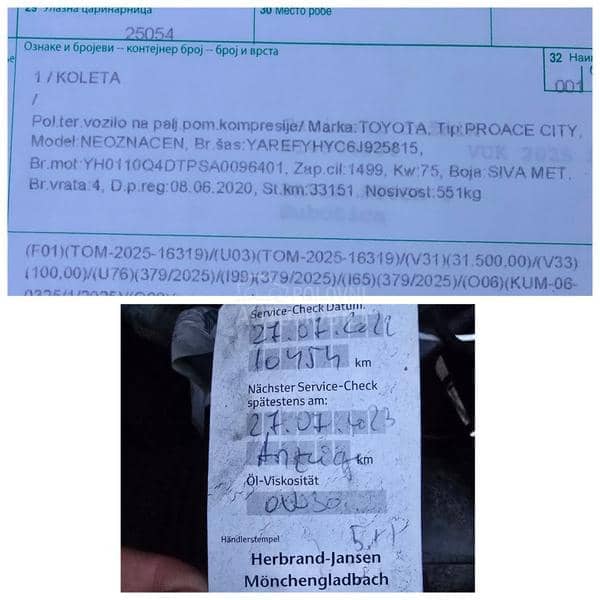 25 Улазна царинарница
30 Место робе
25054
Ознаке и бројеви -- контејнер број -- број и врста
32 Наи
001
1 / KOLETA
/
Pol.ter.vozilo na palj.pom.kompresije/ Marka:TOYOTA, Tip:PROACE CITY,
Model:NEOZNACEN, Br.šas:YAREFYHYC6J925815,
Br.mot:YH0110Q4DTPSA0096401, Zap.cil:1499, Kw:75, Boja:SIVA MET.
Br.vrata:4, D.p.reg:08.06.2020, St.km:33151, Nosivost:551kg
(F01)(TOM-2025-16319)/(U03)(TOM-2025-16319)/(V31)(31.500,00)/(V33)
(100,00)/(U76)(379/2025)/(I99)(379/2025)/(I65)(379/2025)/(O06)(KUM-06-
Service-Check Datum:
27.07.2022
10454 km
Nächster Service-Check
spätestens am:
27.07.2023
Anzeig km
Öl-Viskosität
0W30
5,1l
Händlerstempel
Herbrand-Jansen
Mönchengladbach